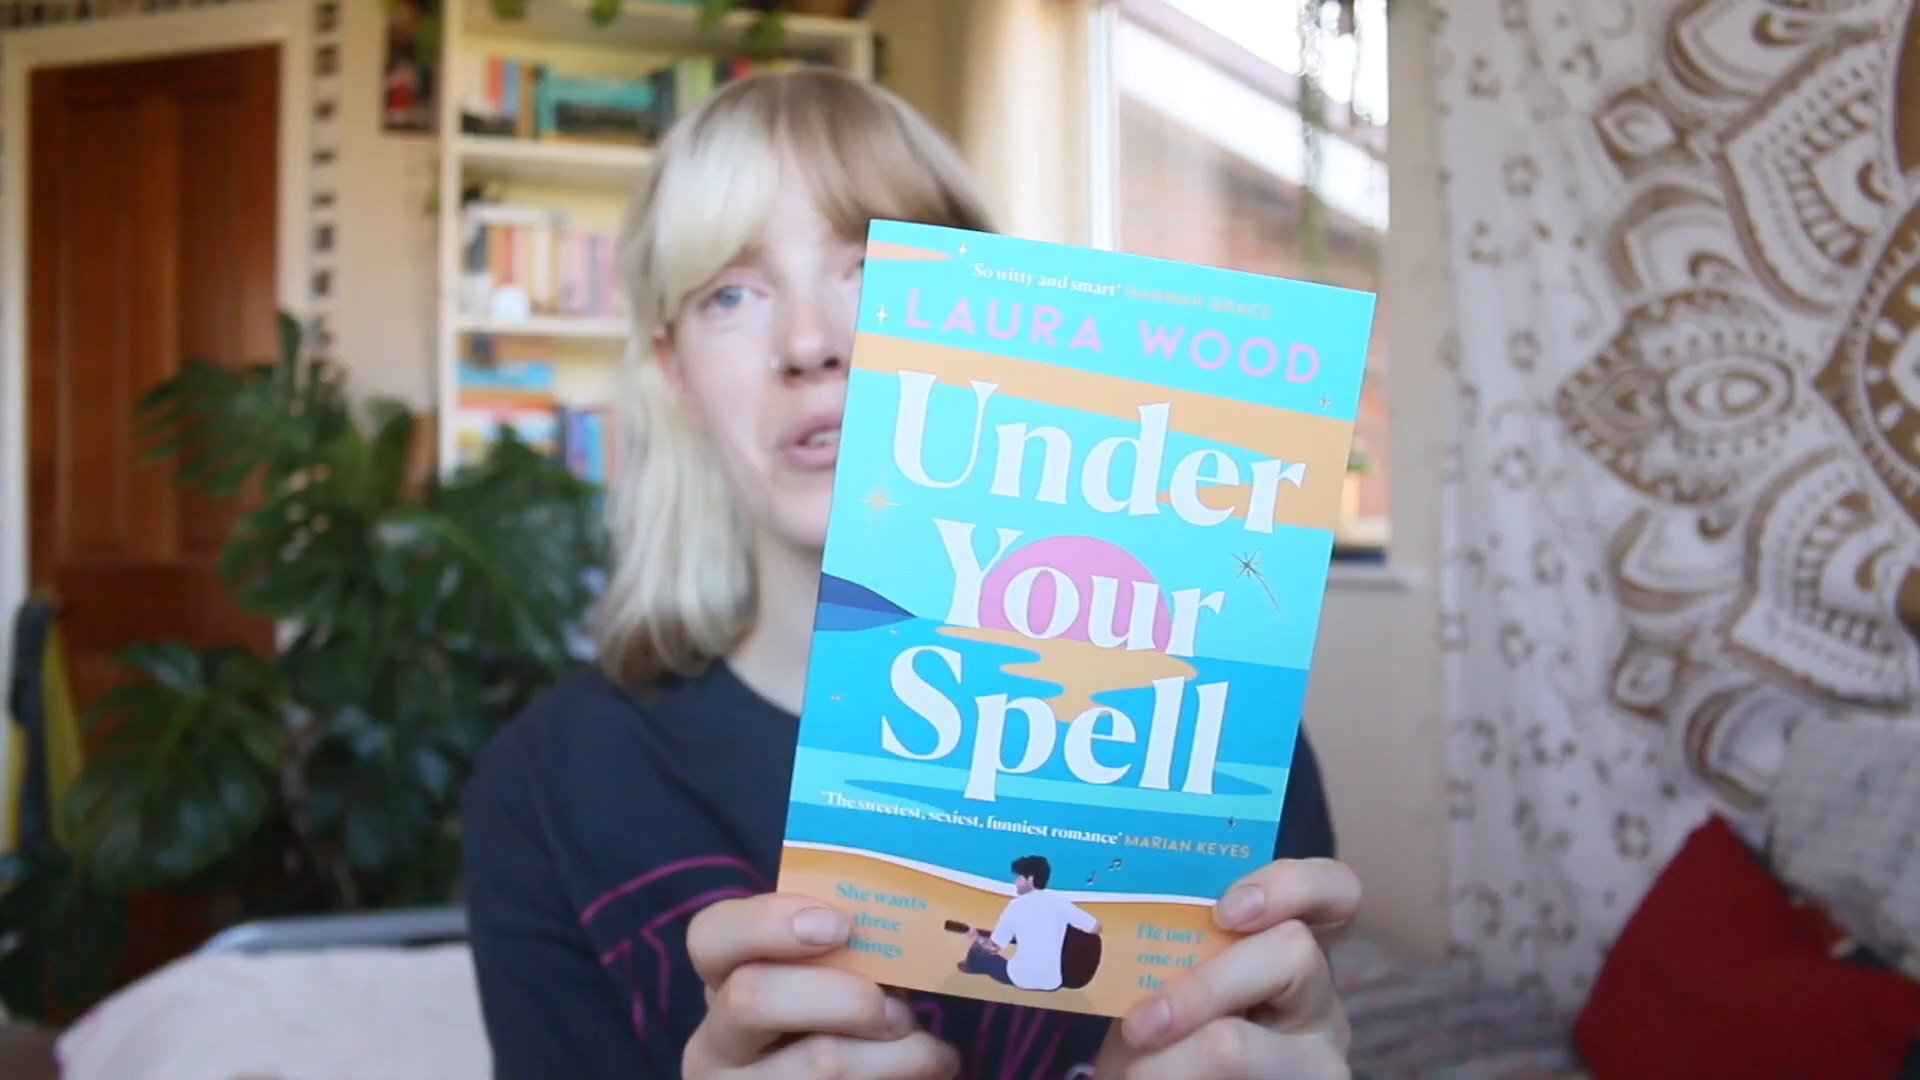 'So witty and smart' HANNAH GRACE
LAURA WOOD
Under
Your
Spell
'The sweetest, sexiest, funniest romance' MARIAN KEYES
She wants
three
things
He isn't
one of